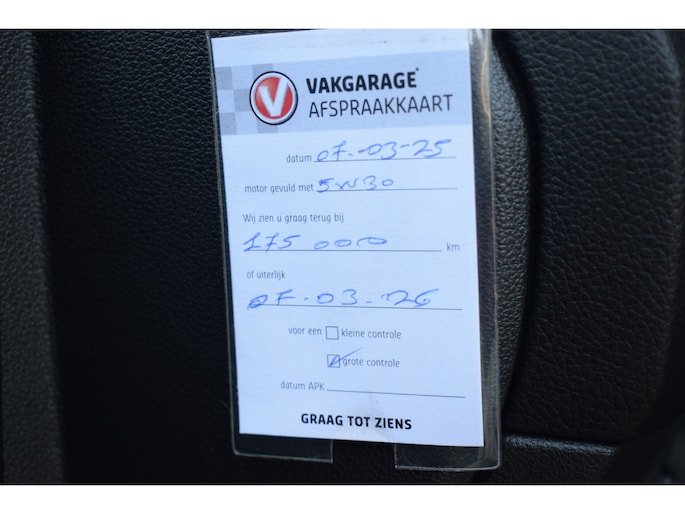 V VAKGARAGE®
AFSPRAAKKAART
datum 07-03-25
motor gevuld met 5W30
Wij zien u graag terug bij
175 000 km
of uiterlijk
07-03-26
voor een kleine controle
grote controle
datum APK
GRAAG TOT ZIENS